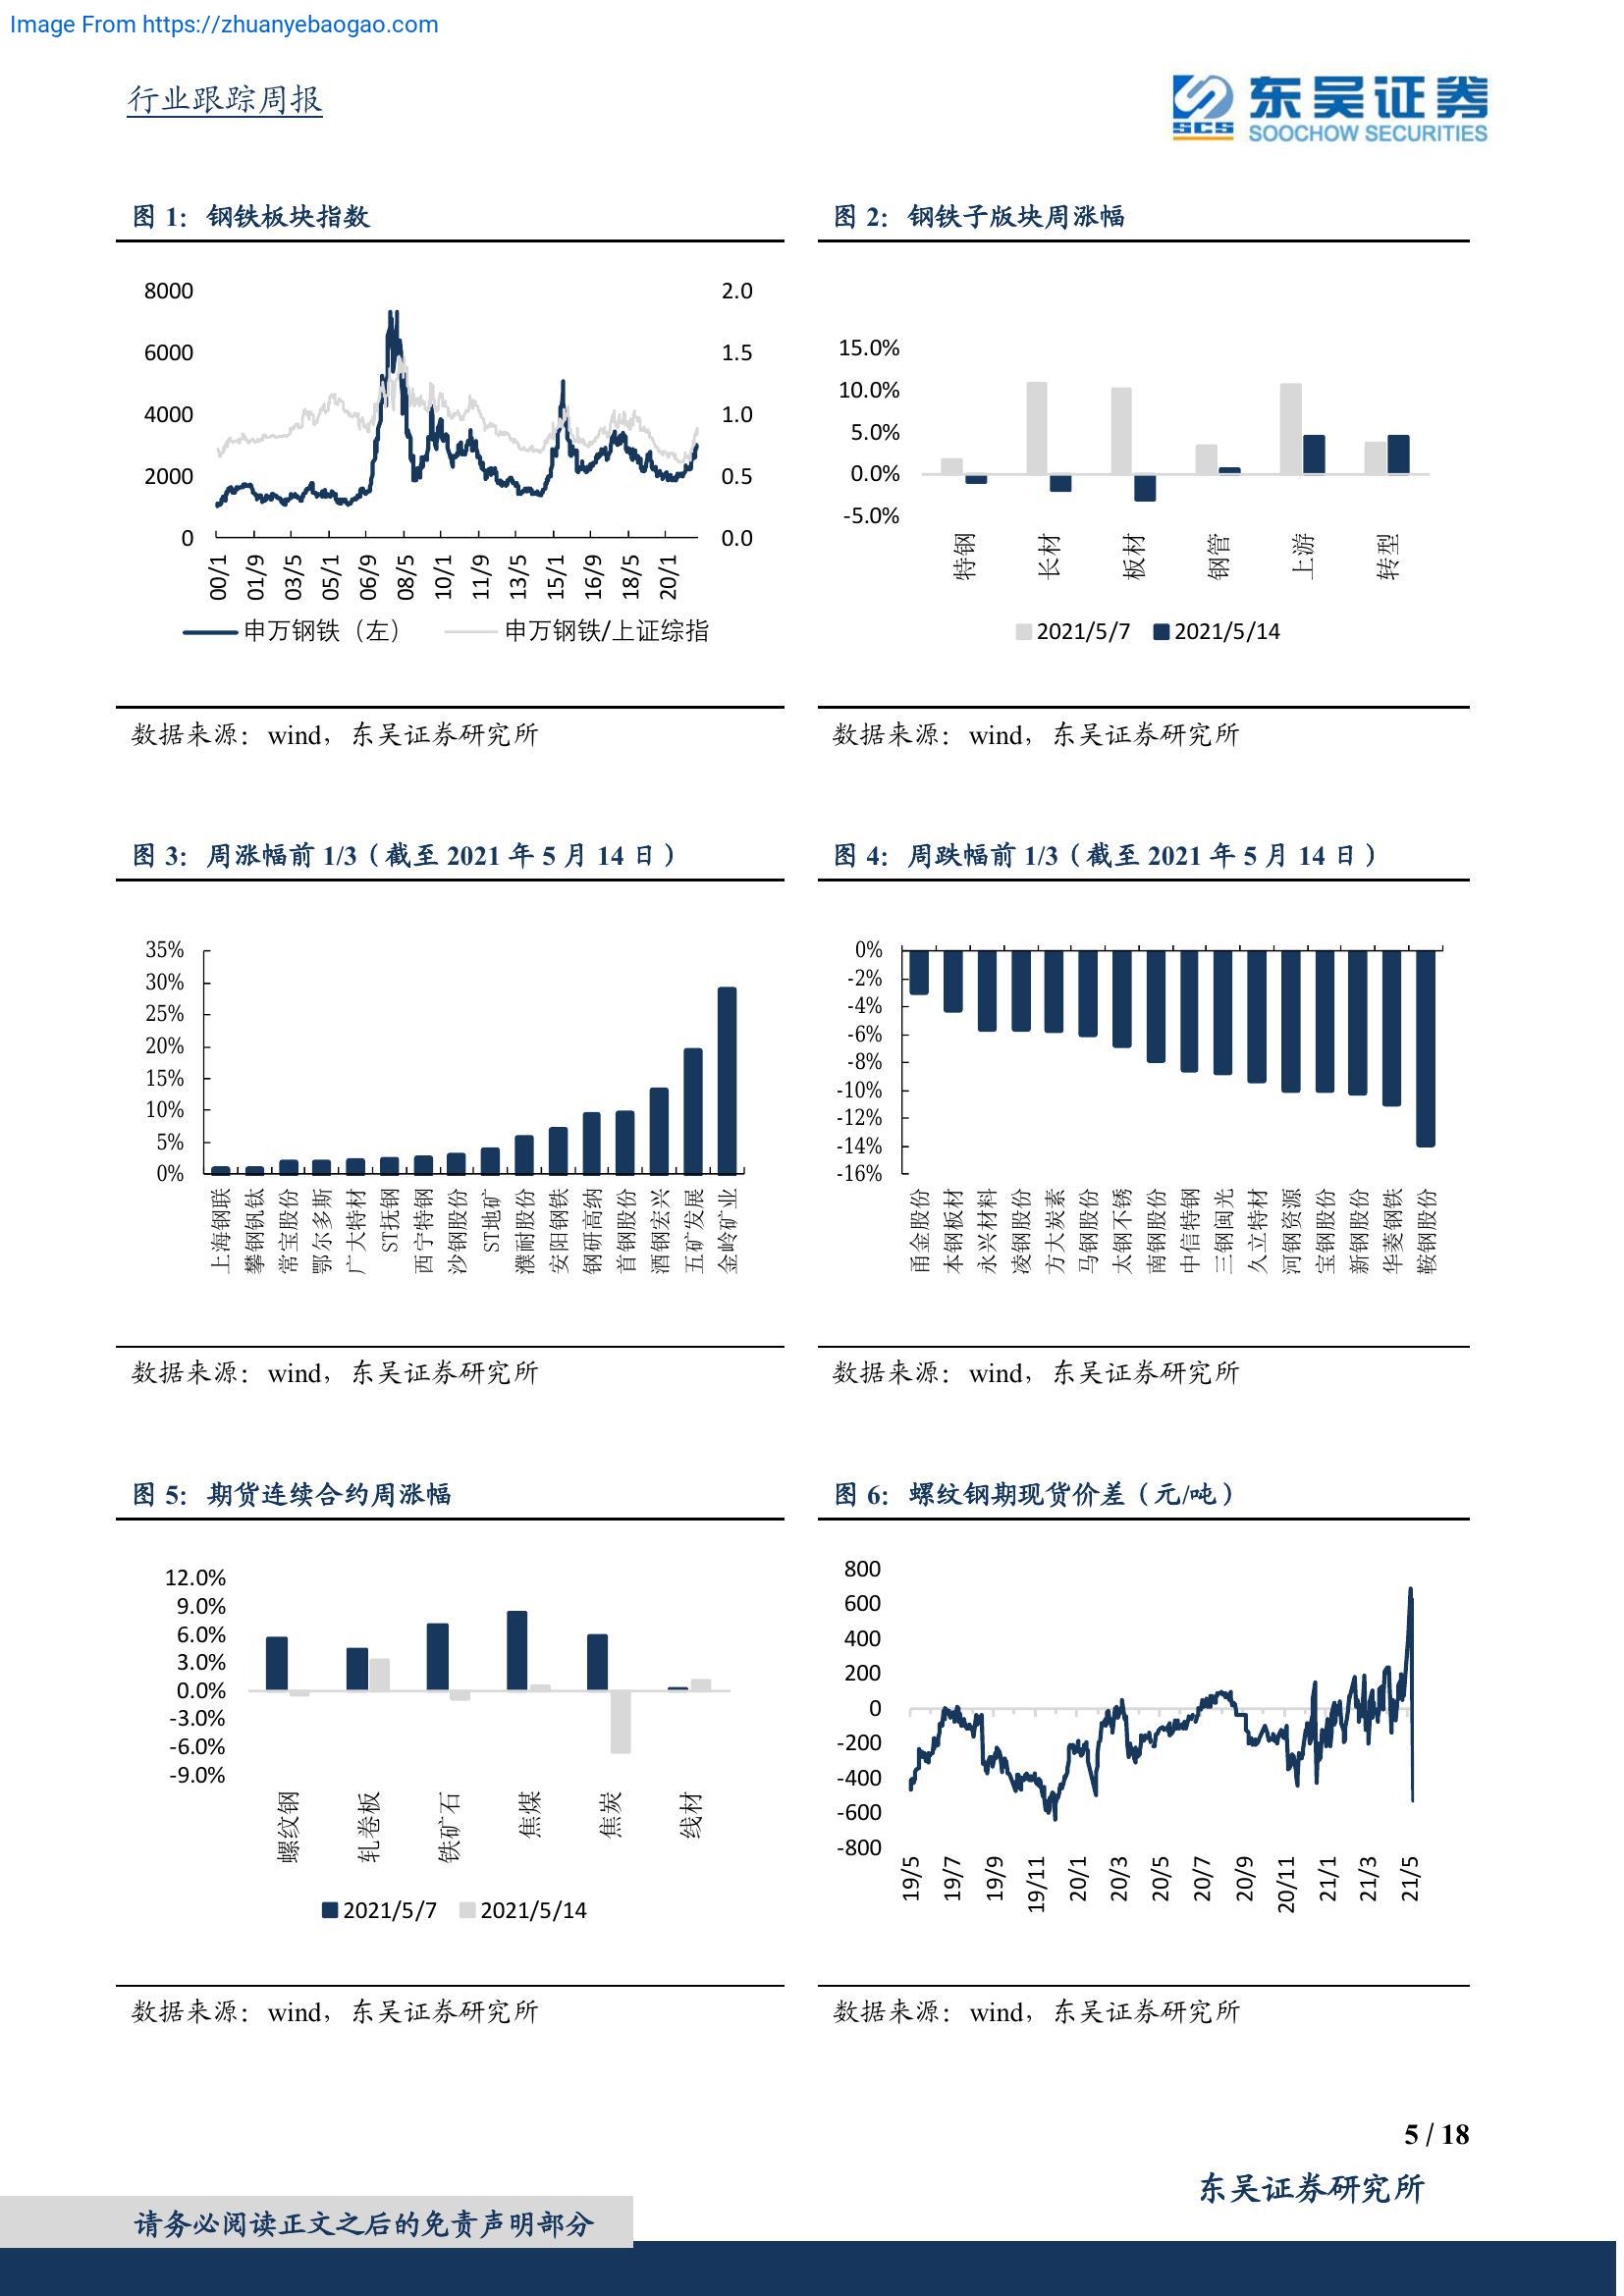 Image From https://zhuanyebaogao.com
行业跟踪周报
SCS 东吴证券
SOOCHOW SECURITIES
图 1：钢铁板块指数
8000
6000
4000
2000
0
2.0
1.5
1.0
0.5
0.0
00/1 01/9 03/5 05/1 06/9 08/5 10/1 11/9 13/5 15/1 16/9 18/5 20/1
申万钢铁（左） 申万钢铁/上证综指
数据来源：wind，东吴证券研究所
图 2：钢铁子版块周涨幅
15.0%
10.0%
5.0%
0.0%
-5.0%
特钢 长材 板材 钢管 上游 转型
2021/5/7 2021/5/14
数据来源：wind，东吴证券研究所
图 3：周涨幅前 1/3（截至 2021 年 5 月 14 日）
35%
30%
25%
20%
15%
10%
5%
0%
上海钢联 攀钢钒钛 常宝股份 鄂尔多斯 广大特材 ST抚钢 西宁特钢 沙钢股份 ST地矿 濮耐股份 安阳钢铁 钢研高纳 首钢股份 酒钢宏兴 五矿发展 金岭矿业
数据来源：wind，东吴证券研究所
图 4：周跌幅前 1/3（截至 2021 年 5 月 14 日）
0%
-2%
-4%
-6%
-8%
-10%
-12%
-14%
-16%
甬金股份 本钢板材 永兴材料 凌钢股份 方大炭素 马钢股份 太钢不锈 南钢股份 中信特钢 三钢闽光 久立特材 河钢资源 宝钢股份 新钢股份 华菱钢铁 鞍钢股份
数据来源：wind，东吴证券研究所
图 5：期货连续合约周涨幅
12.0%
9.0%
6.0%
3.0%
0.0%
-3.0%
-6.0%
-9.0%
螺纹钢 轧卷板 铁矿石 焦煤 焦炭 线材
2021/5/7 2021/5/14
数据来源：wind，东吴证券研究所
图 6：螺纹钢期现货价差（元/吨）
800
600
400
200
0
-200
-400
-600
-800
19/5 19/7 19/9 19/11 20/1 20/3 20/5 20/7 20/9 20/11 21/1 21/3 21/5
数据来源：wind，东吴证券研究所
5 / 18
东吴证券研究所
请务必阅读正文之后的免责声明部分